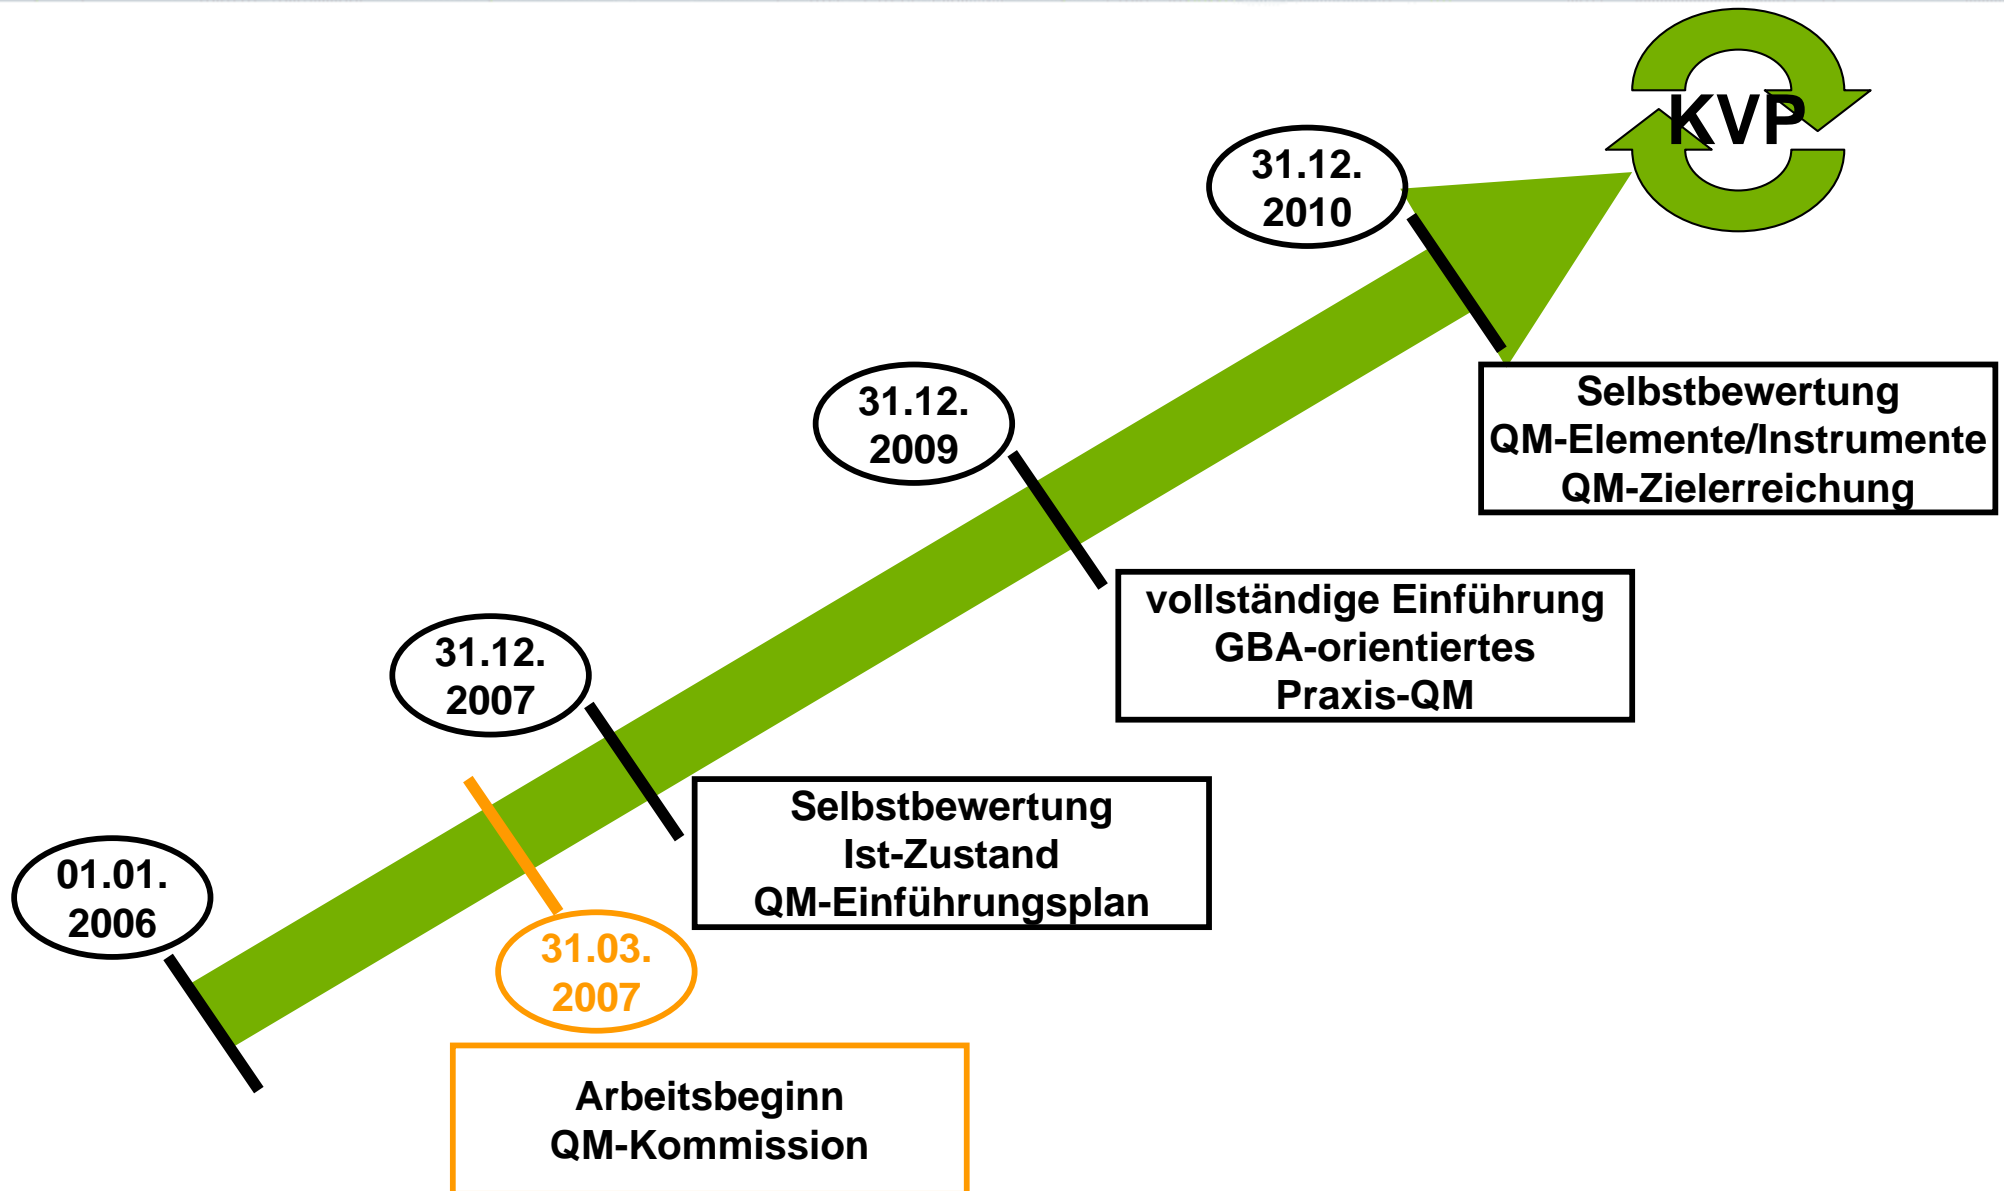 KVP
31.12.
2010
Selbstbewertung
QM-Elemente/Instrumente
QM-Zielerreichung
31.12.
2009
vollständige Einführung
GBA-orientiertes
Praxis-QM
31.12.
2007
Selbstbewertung
Ist-Zustand
QM-Einführungsplan
01.01.
2006
31.03.
2007
Arbeitsbeginn
QM-Kommission